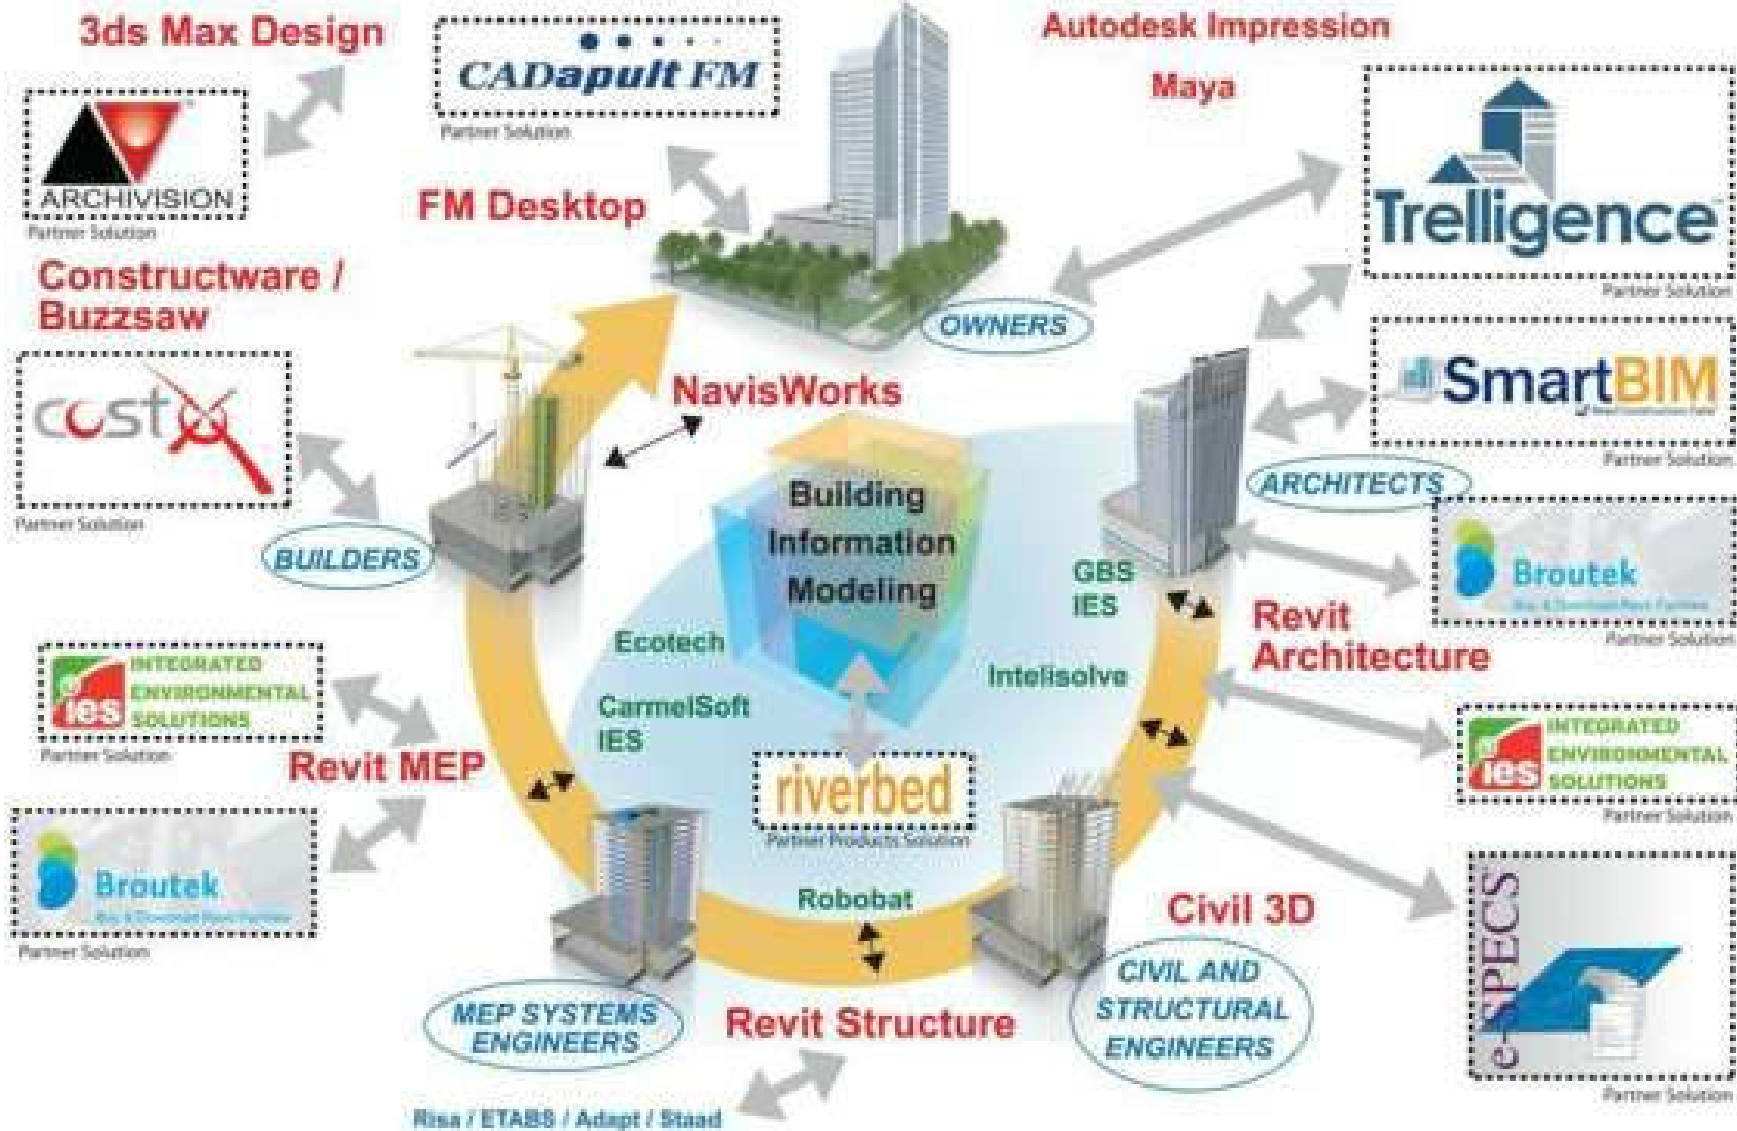 3ds Max Design
CADapult FM
Partner Solution
Autodesk Impression
Maya
ARCHIVISION
Partner Solution
FM Desktop
Trelligence
Partner Solution
Constructware /
Buzzsaw
OWNERS
costX
Partner Solution
NavisWorks
SmartBIM
Partner Solution
ARCHITECTS
BUILDERS
Building
Information
Modeling
GBS
IES
Broutek
Partner Solution
Revit
Architecture
Ecotech
Intelisolve
CarmelSoft
IES
ies
INTEGRATED
ENVIRONMENTAL
SOLUTIONS
Partner Solution
Revit MEP
riverbed
Partner Products Solution
ies
INTEGRATED
ENVIRONMENTAL
SOLUTIONS
Partner Solution
Broutek
Partner Solution
Robobat
Civil 3D
e-SPECS
Partner Solution
MEP SYSTEMS
ENGINEERS
Revit Structure
CIVIL AND
STRUCTURAL
ENGINEERS
Risa / ETABS / Adapt / Staad